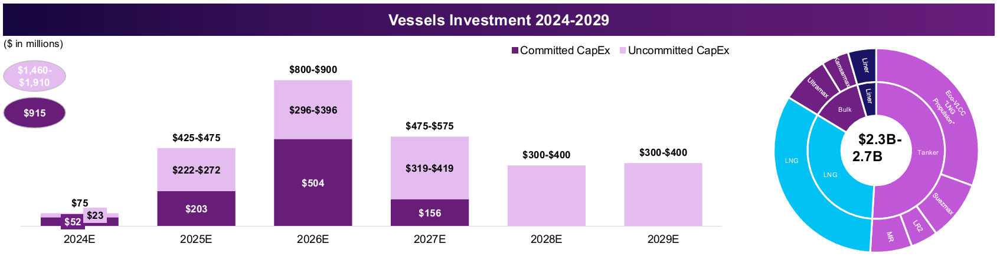 Vessels Investment 2024-2029
($ in millions)
Committed CapEx
Uncommitted CapEx
$1,460-
$1,910
$915
$75
$23
$52
2024E
$425-$475
$222-$272
$203
2025E
$800-$900
$296-$396
$504
2026E
$475-$575
$319-$419
$156
2027E
$300-$400
2028E
$300-$400
2029E
Liner
Kamsarmax
Ultramax
Liner
Bulk
Eco-VLCC
"LNG
Propulsion"
$2.3B-
2.7B
Tanker
LNG
LNG
Suezmax
LR2
MR